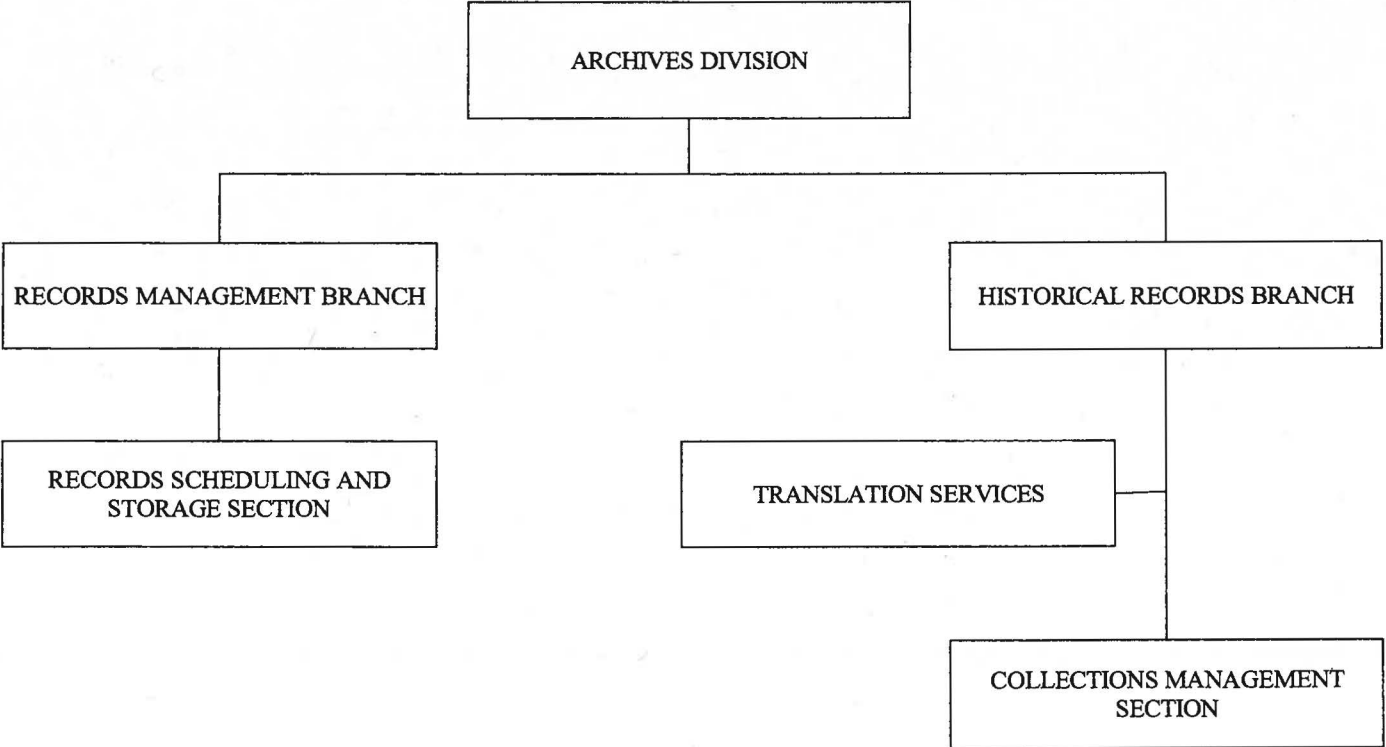 ARCHIVES DIVISION
RECORDS MANAGEMENT BRANCH
HISTORICAL RECORDS BRANCH
RECORDS SCHEDULING AND
STORAGE SECTION
TRANSLATION SERVICES
COLLECTIONS MANAGEMENT
SECTION